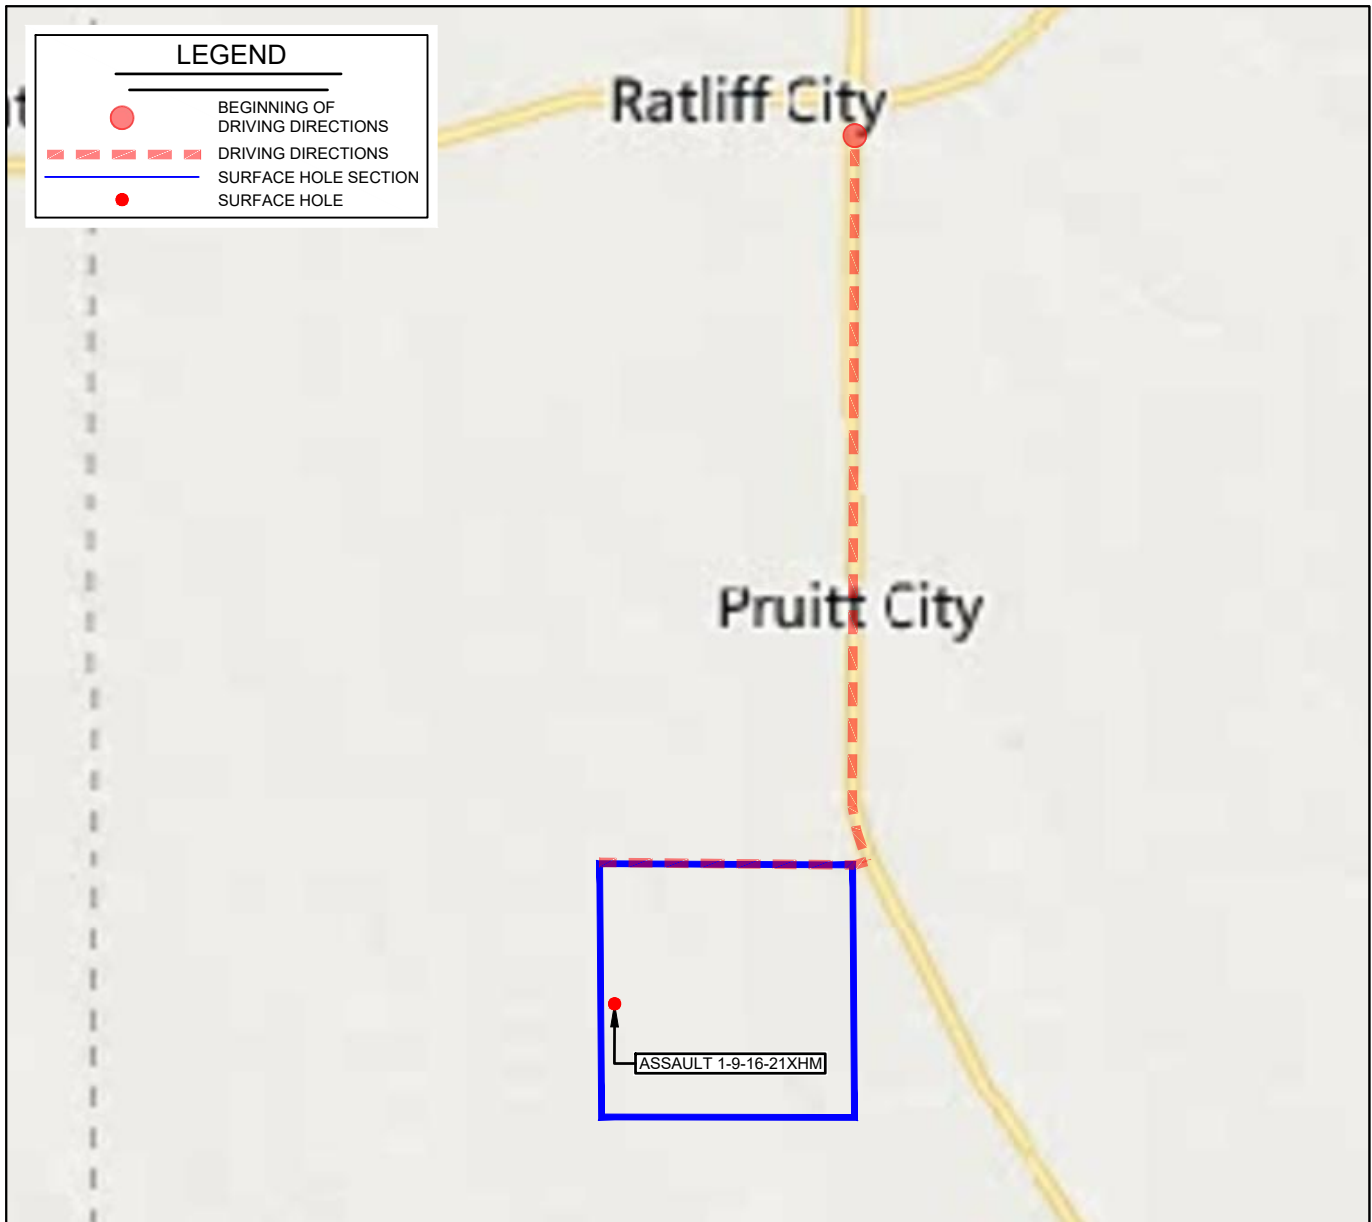 LEGEND
BEGINNING OF
DRIVING DIRECTIONS
DRIVING DIRECTIONS
SURFACE HOLE SECTION
SURFACE HOLE
Ratliff City
Pruitt City
ASSAULT 1-9-16-21XHM